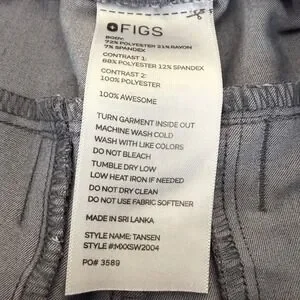 FIGS
BODY:
72% POLYESTER 21% RAYON
7% SPANDEX
CONTRAST 1:
88% POLYESTER 12% SPANDEX
CONTRAST 2:
100% POLYESTER
100% AWESOME
TURN GARMENT INSIDE OUT
MACHINE WASH COLD
WASH WITH LIKE COLORS
DO NOT BLEACH
TUMBLE DRY LOW
LOW HEAT IRON IF NEEDED
DO NOT DRY CLEAN
DO NOT USE FABRIC SOFTENER
MADE IN SRI LANKA
STYLE NAME: TANSEN
STYLE #:MXXSW2004
PO# 3589